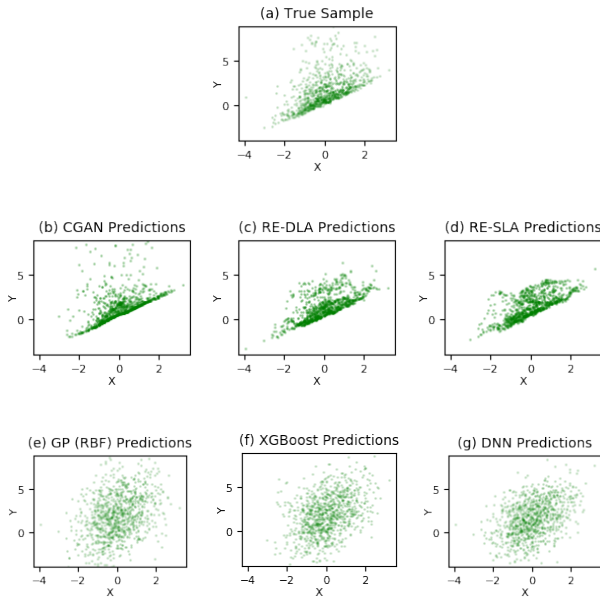 (a) True Sample
5
0
Y
−4 −2 0 2
X
(b) CGAN Predictions (c) RE-DLA Predictions (d) RE-SLA Predictions
5 5 5
0 0 0
Y Y Y
−4 −2 0 2 −4 −2 0 2 −4 −2 0 2
X X X
(e) GP (RBF) Predictions (f) XGBoost Predictions (g) DNN Predictions
5 5 5
0 0 0
Y Y Y
−4 −2 0 2 −4 −2 0 2 −4 −2 0 2
X X X